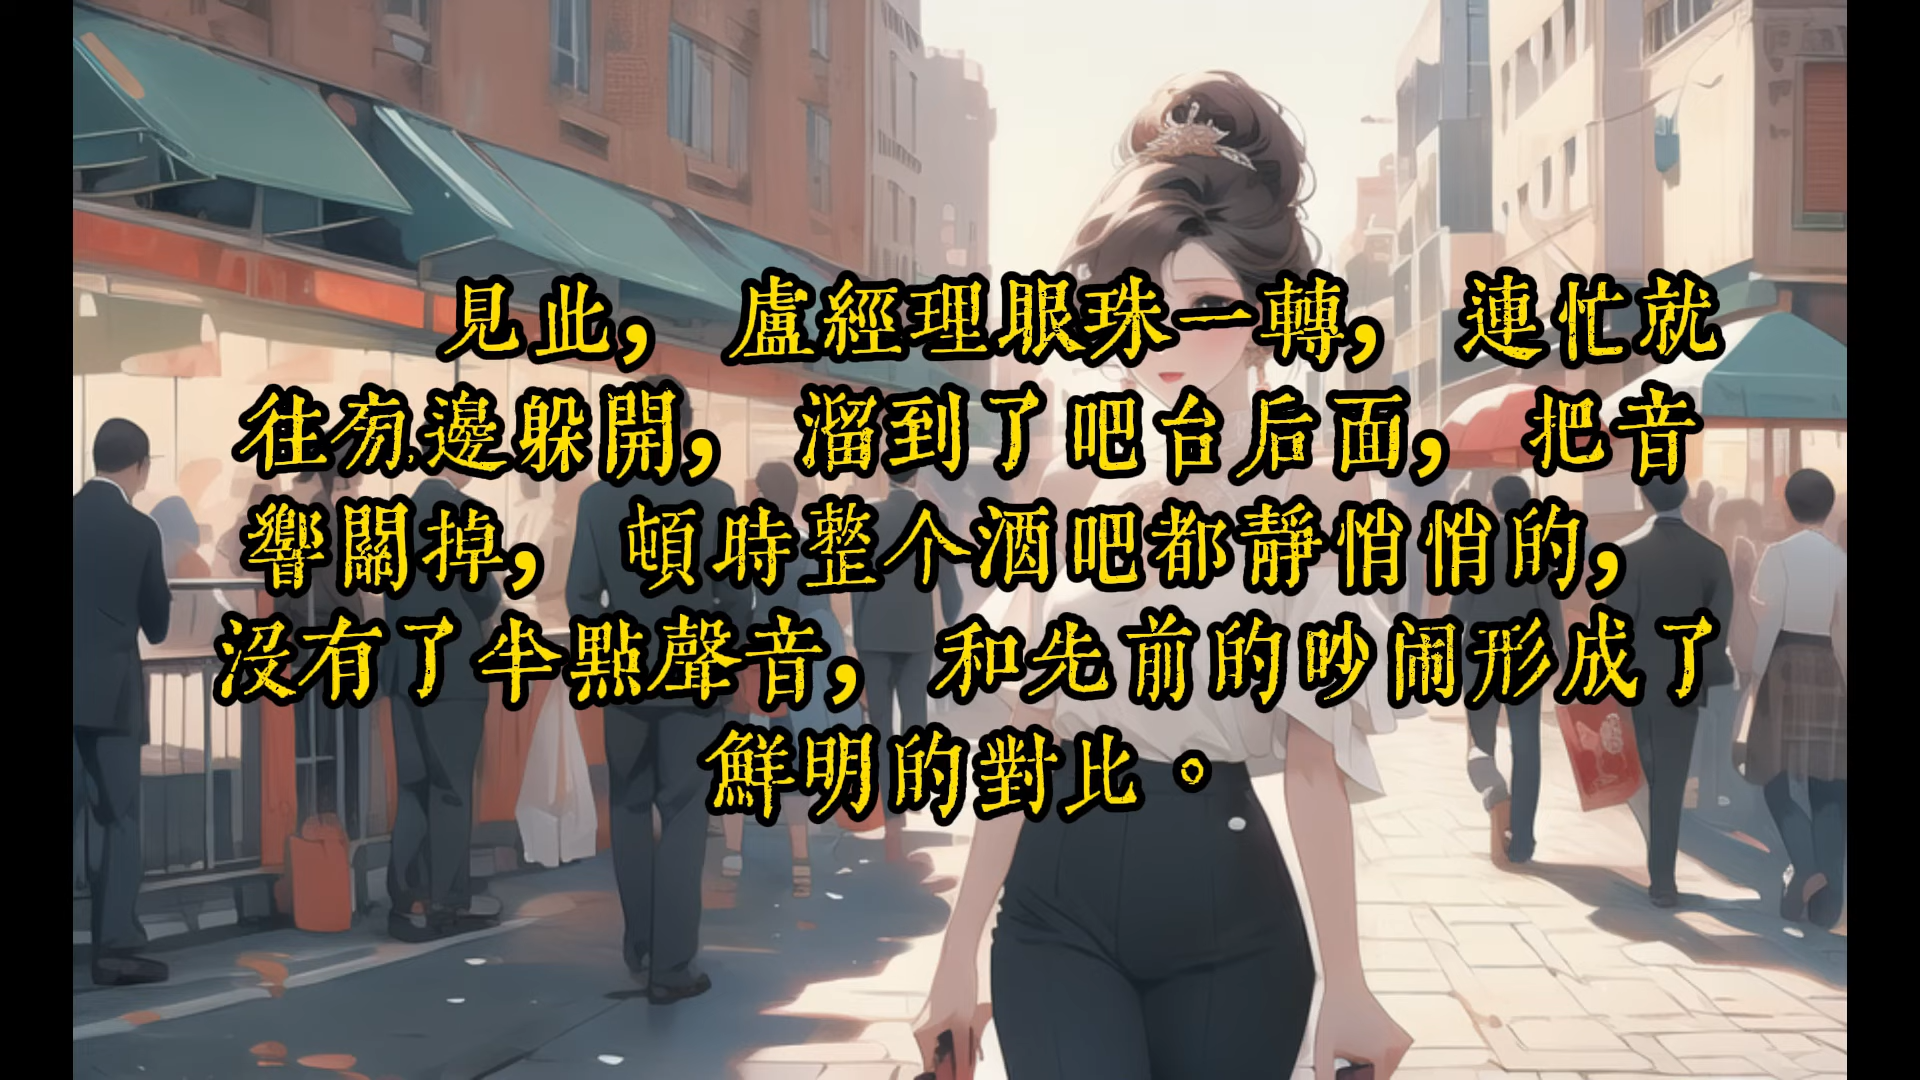 見此，盧經理眼珠一轉，連忙就
往旁邊躲開，溜到了吧台后面，把音
響關掉，頓時整个酒吧都靜悄悄的，
沒有了半點聲音，和先前的吵闹形成了
鮮明的對比。